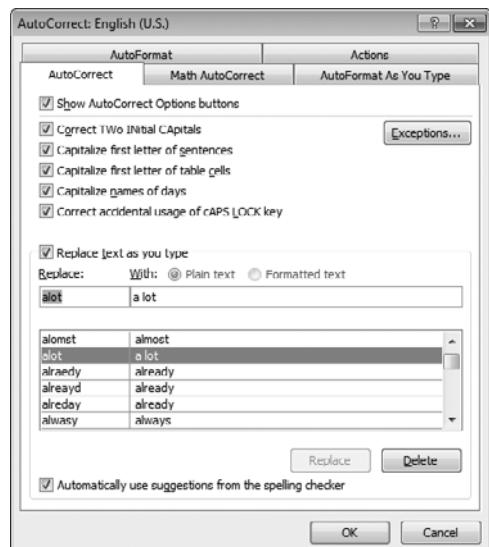 AutoCorrect: English (U.S.)
AutoFormat Actions
AutoCorrect Math AutoCorrect AutoFormat As You Type
Show AutoCorrect Options buttons
Correct TWo INitial CApitals Exceptions...
Capitalize first letter of sentences
Capitalize first letter of table cells
Capitalize names of days
Correct accidental usage of cAPS LOCK key
Replace text as you type
Replace: With: Plain text Formatted text
alot a lot
alomst almost
alot a lot
alraedy already
alreayd already
alreday already
alwasy always
Replace Delete
Automatically use suggestions from the spelling checker
OK Cancel